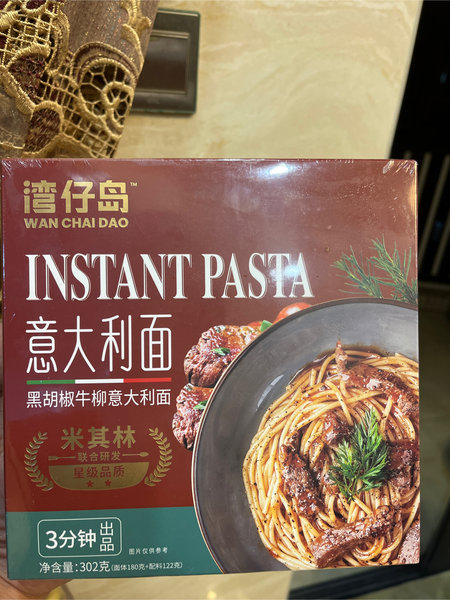 湾仔岛™
WAN CHAI DAO
INSTANT PASTA
意大利面
黑胡椒牛柳意大利面
米其林
联合研发
星级品质
3分钟出品
图片仅供参考
净含量:302克(面体180克+配料122克)